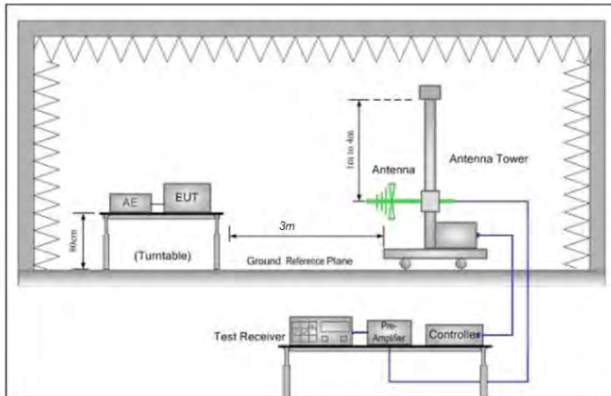 1m to 4m
Antenna
Antenna Tower
AE
EUT
80cm
3m
(Turntable)
Ground Reference Plane
Test Receiver
Pre-
Amplifier
Controller